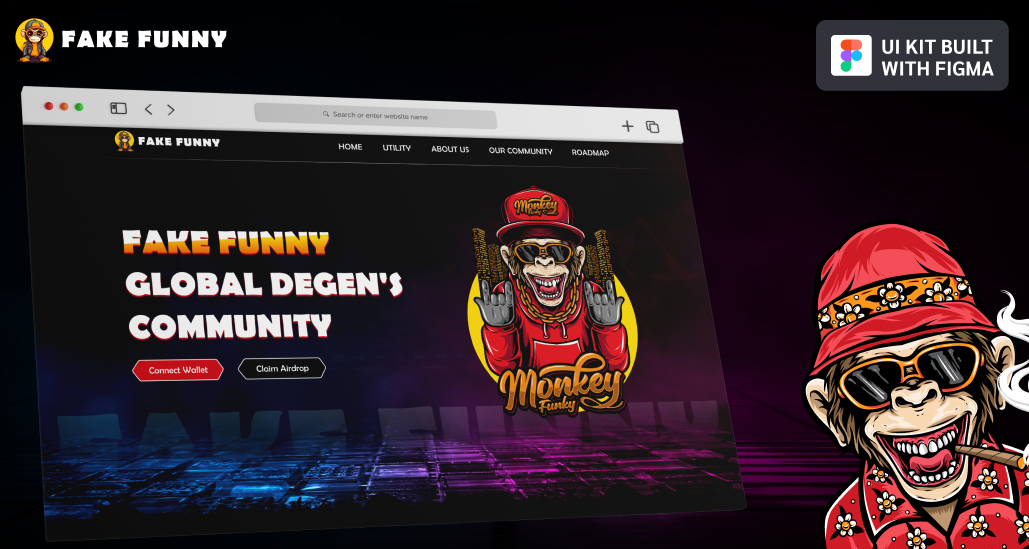 FAKE FUNNY
UI KIT BUILT
WITH FIGMA
Search or enter website name
FAKE FUNNY
HOME
UTILITY
ABOUT US
OUR COMMUNITY
ROADMAP
FAKE FUNNY
GLOBAL DEGEN'S
COMMUNITY
Connect Wallet
Claim Airdrop
Monkey
Funky
Monkey
Funky
FAKE FUNNY